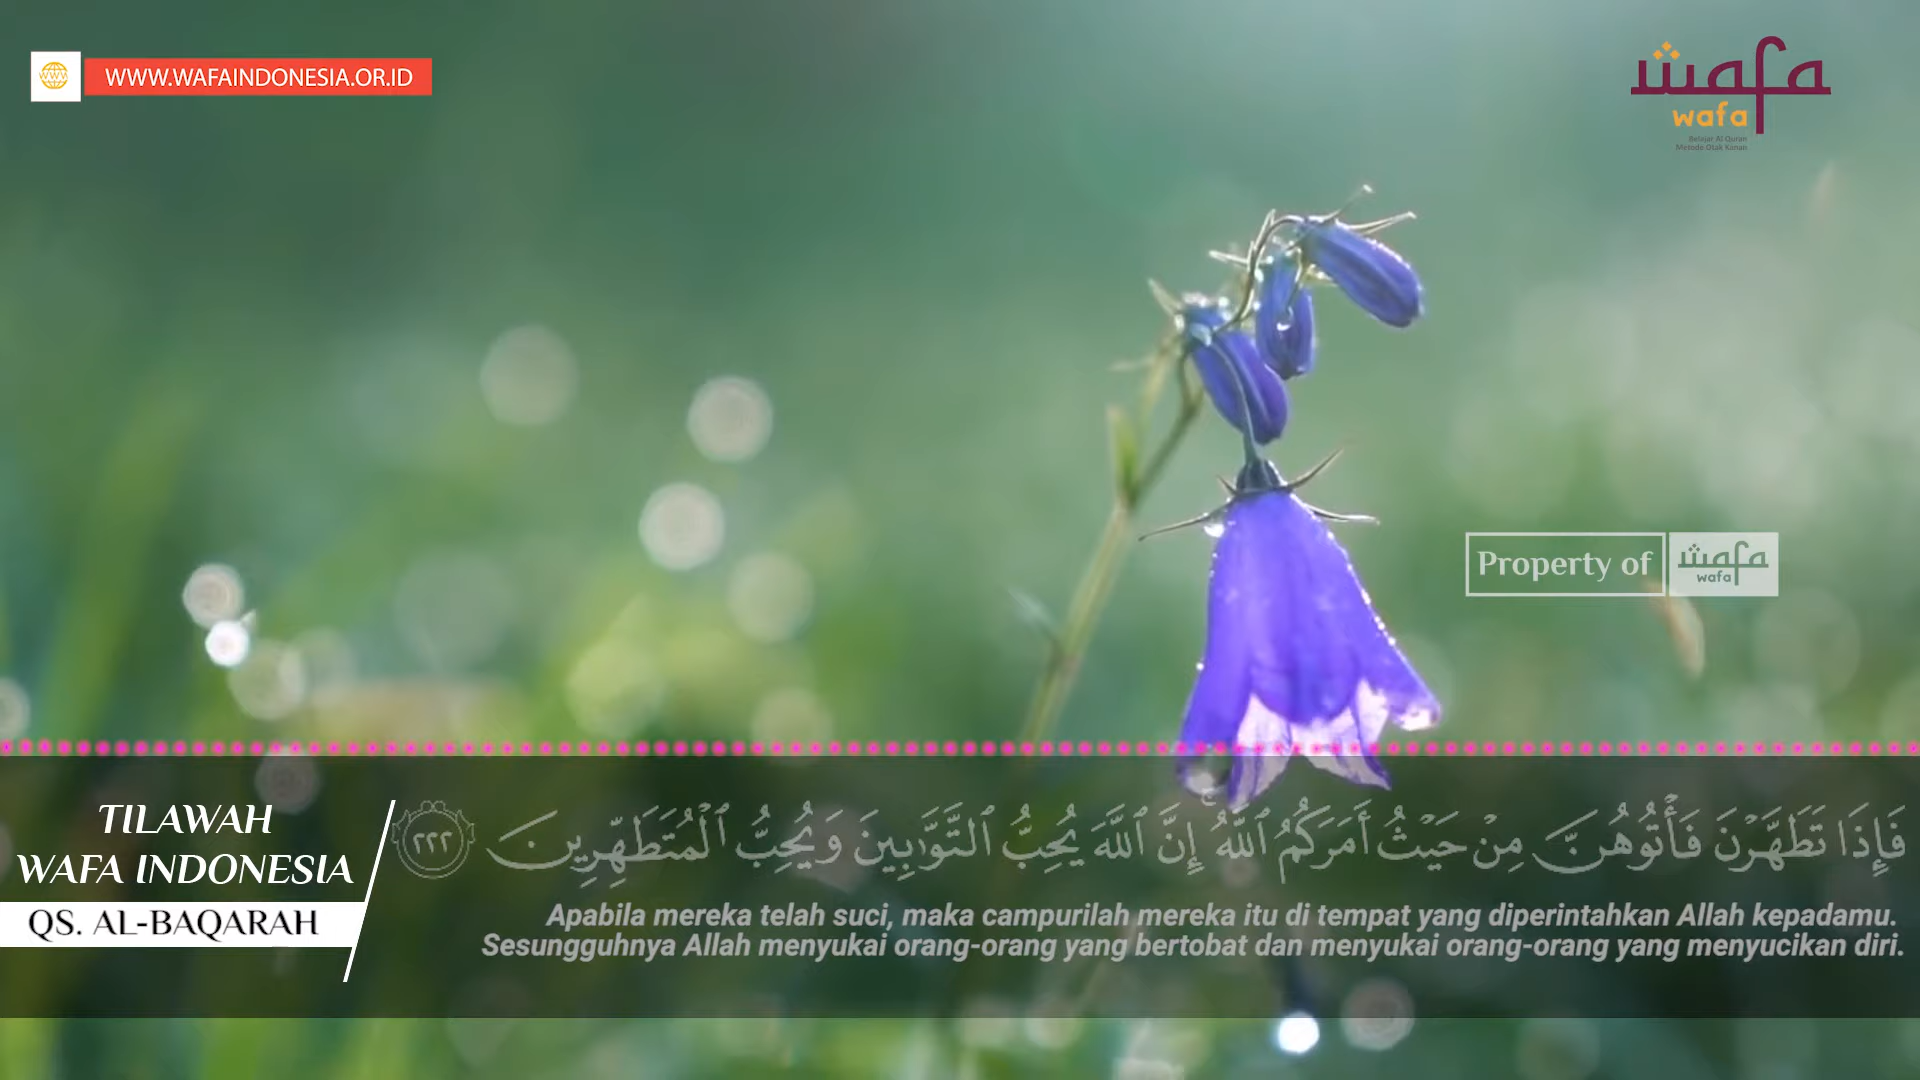 WWW.WAFAINDONESIA.OR.ID
wafa
wafa
Belajar Al Quran
Metode Otak Kanan
Property of
wafa
wafa
TILAWAH
WAFA INDONESIA
QS. AL-BAQARAH
فَإِذَا تَطَهَّرْنَ فَأْتُوهُنَّ مِنْ حَيْثُ أَمَرَكُمُ ٱللَّهُ ۚ إِنَّ ٱللَّهَ يُحِبُّ ٱلتَّوَّٰبِينَ وَيُحِبُّ ٱلْمُتَطَهِّرِينَ ٢٢٢
Apabila mereka telah suci, maka campurilah mereka itu di tempat yang diperintahkan Allah kepadamu.
Sesungguhnya Allah menyukai orang-orang yang bertobat dan menyukai orang-orang yang menyucikan diri.